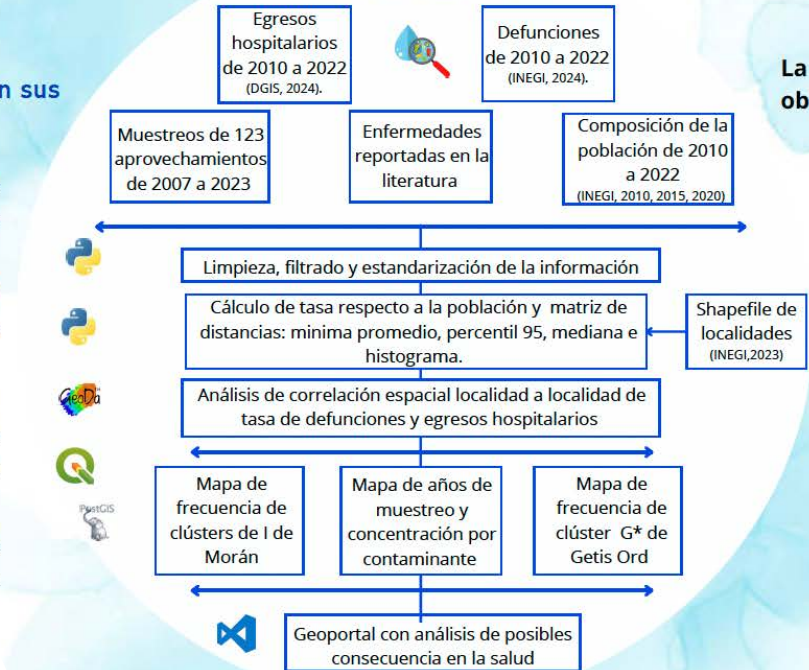 Egresos
hospitalarios
de 2010 a 2022
(DGIS, 2024).
Defunciones
de 2010 a 2022
(INEGI, 2024).
n sus
La
ob
Muestreos de 123
aprovechamientos
de 2007 a 2023
Enfermedades
reportadas en la
literatura
Composición de la
población de 2010
a 2022
(INEGI, 2010, 2015, 2020)
Limpieza, filtrado y estandarización de la información
Cálculo de tasa respecto a la población y matriz de
distancias: minima promedio, percentil 95, mediana e
histograma.
Shapefile de
localidades
(INEGI,2023)
GeoDa
Análisis de correlación espacial localidad a localidad de
tasa de defunciones y egresos hospitalarios
PostGIS
Mapa de
frecuencia de
clústers de I de
Morán
Mapa de años de
muestreo y
concentración por
contaminante
Mapa de
frecuencia de
clúster G* de
Getis Ord
Geoportal con análisis de posibles
consecuencia en la salud